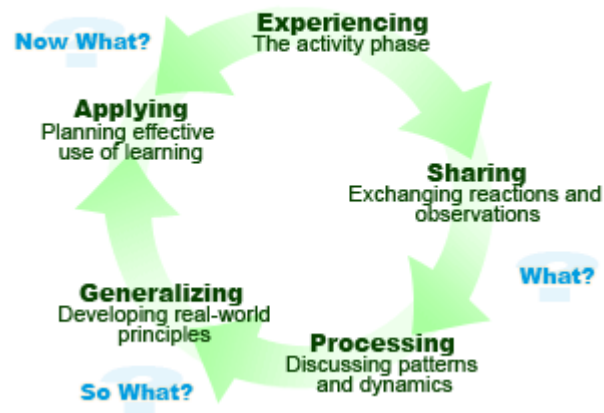 Experiencing
The activity phase
Now What?
Applying
Planning effective
use of learning
Sharing
Exchanging reactions and
observations
What?
Generalizing
Developing real-world
principles
Processing
Discussing patterns
and dynamics
So What?